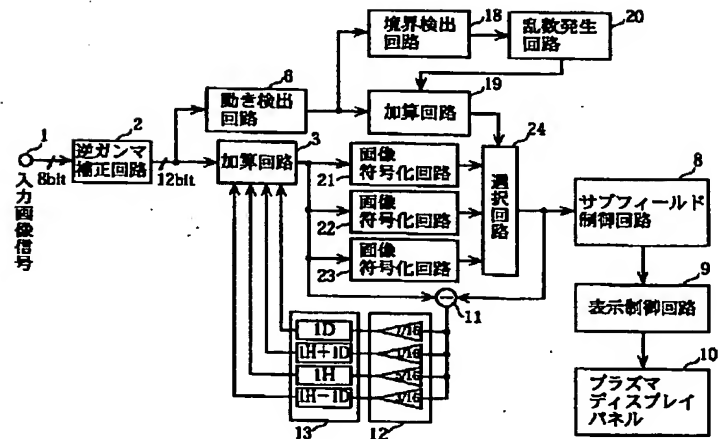 18
境界検出
回路
20
乱数発生
回路
6
動き検出
回路
19
加算回路
1
入力画像信号
8bit
2
逆ガンマ
補正回路
12bit
3
加算回路
24
選択回路
21
画像
符号化回路
22
画像
符号化回路
23
画像
符号化回路
8
サブフィールド
制御回路
9
表示制御回路
10
プラズマ
ディスプレイ
パネル
11
1D
1H+1D
1H
1H-1D
13
7/16
1/16
5/16
3/16
12